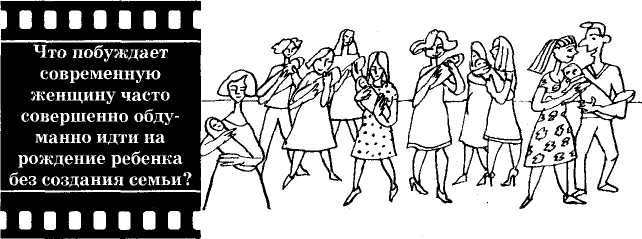 Что побуждает
современную
женщину часто
совершенно обду-
манно идти на
рождение ребенка
без создания семьи?